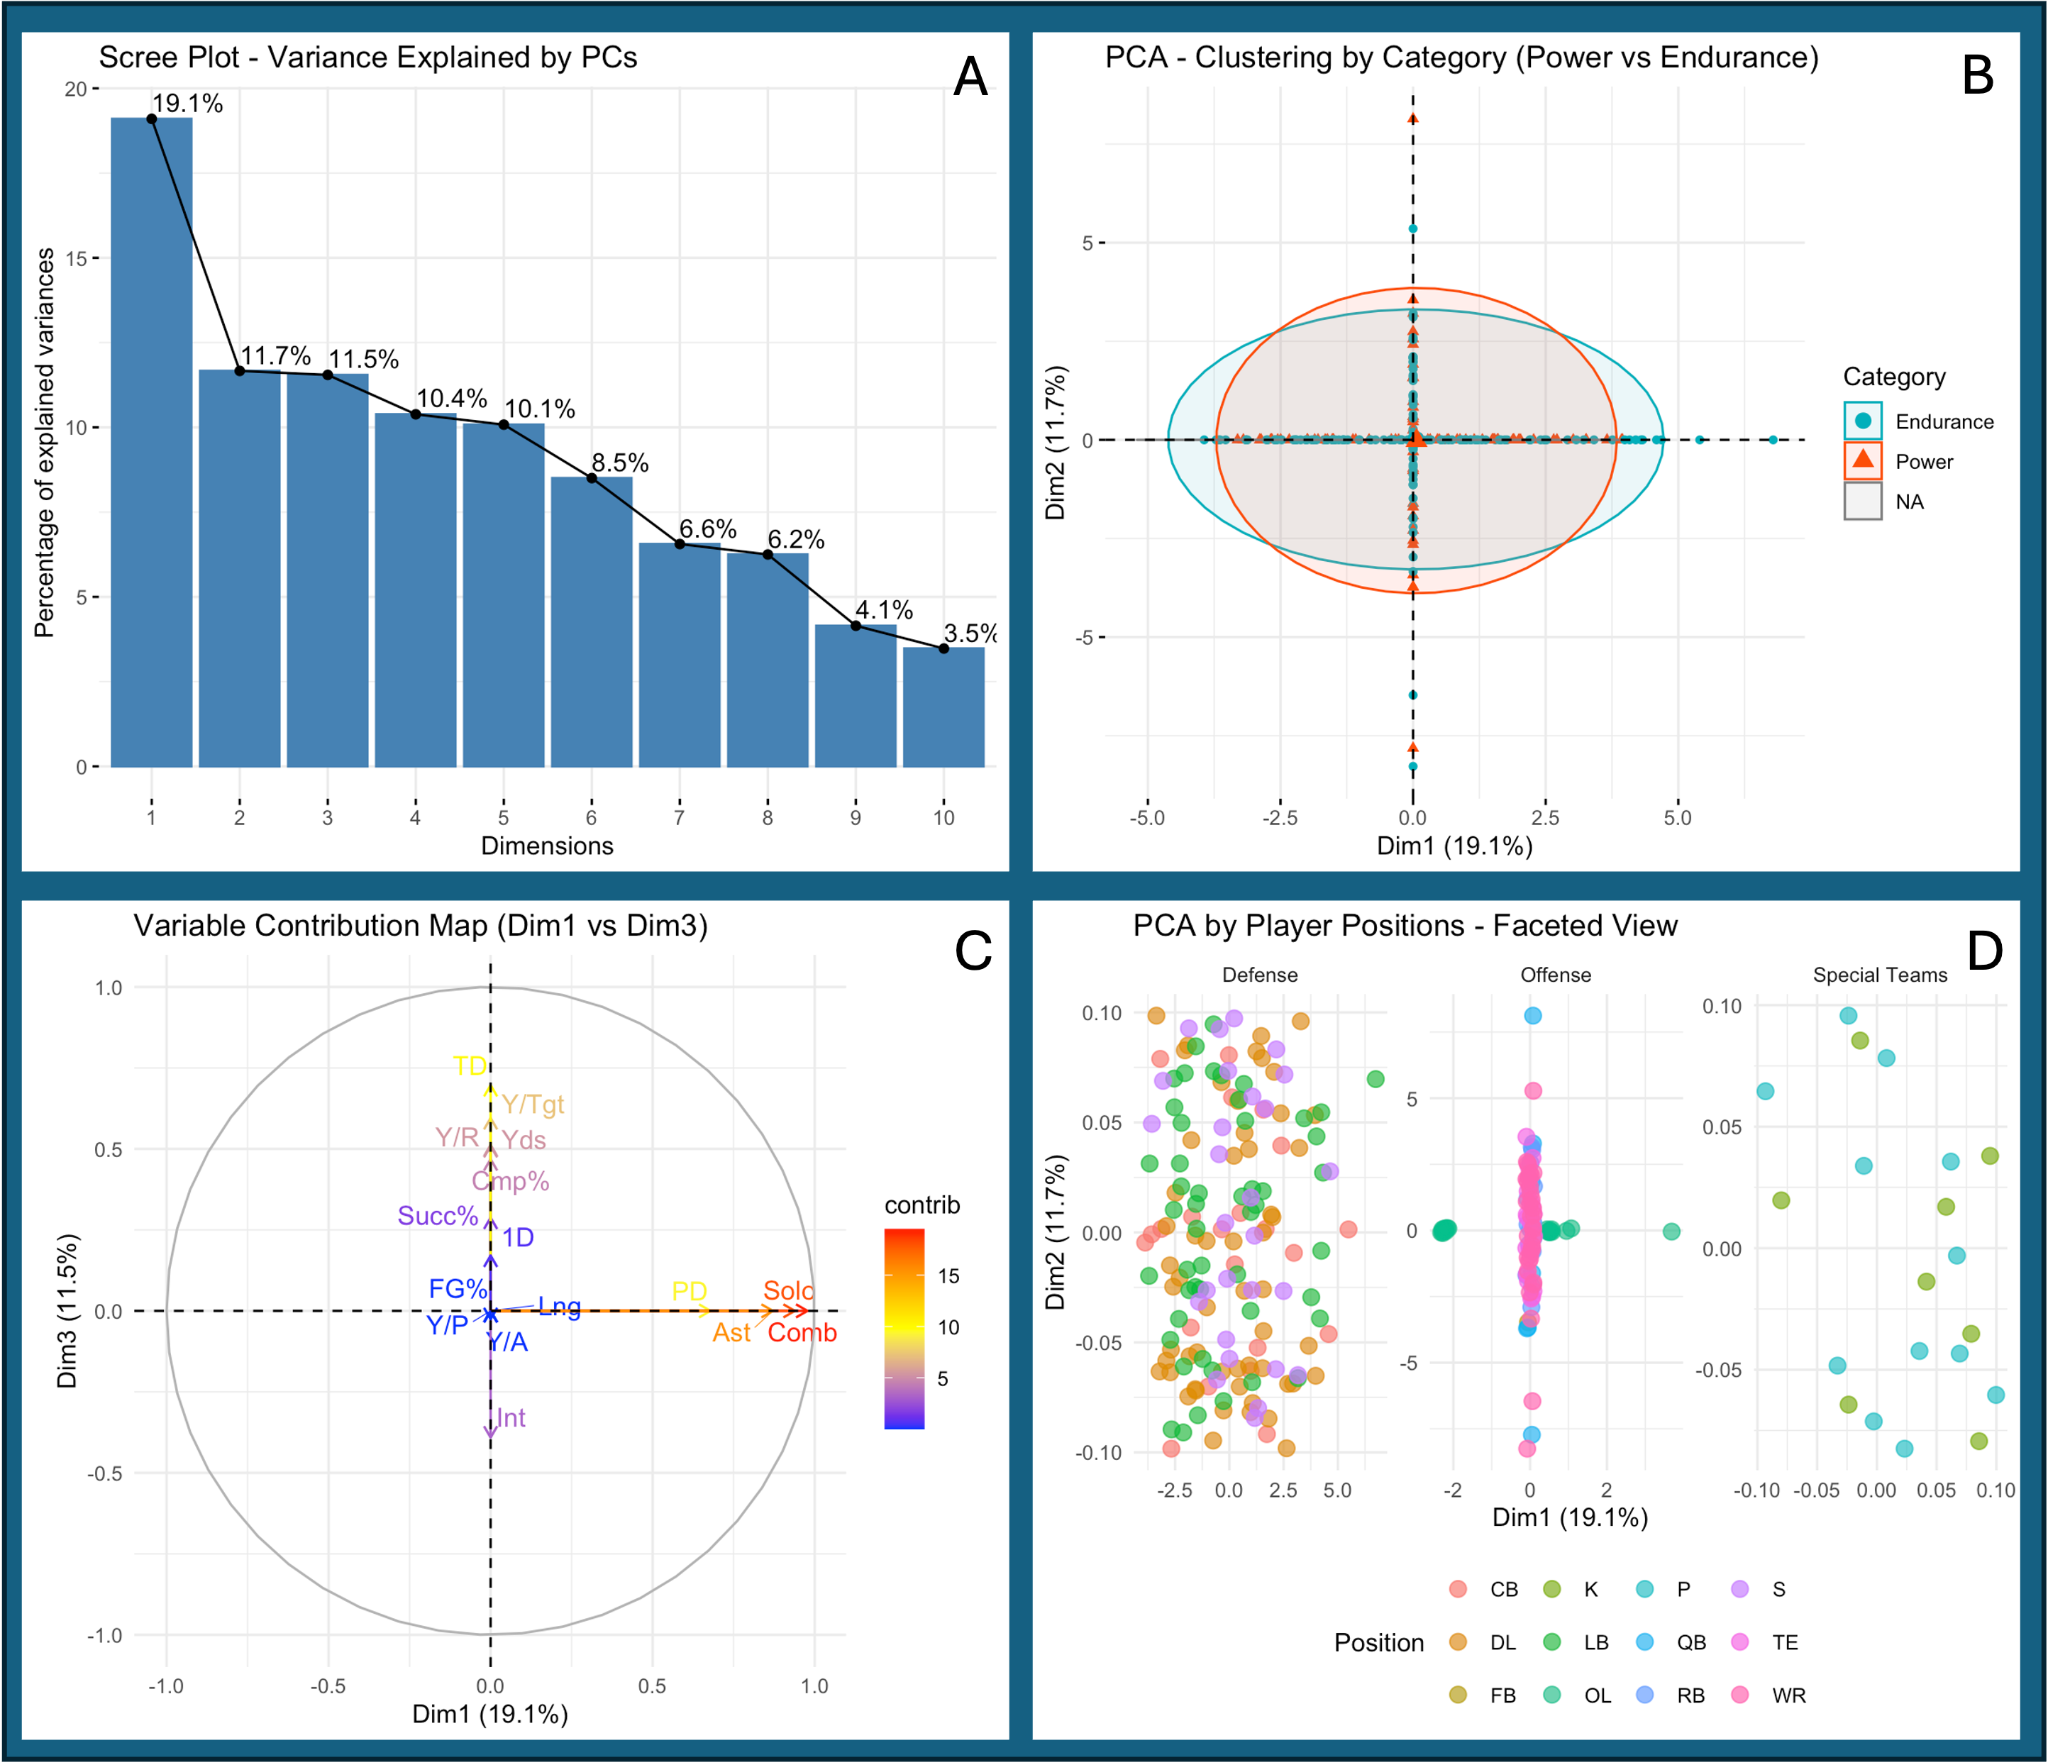 Scree Plot - Variance Explained by PCs
A
Percentage of explained variances
20
15
10
5
0
19.1%
11.7%
11.5%
10.4%
10.1%
8.5%
6.6%
6.2%
4.1%
3.5%
1 2 3 4 5 6 7 8 9 10
Dimensions
PCA - Clustering by Category (Power vs Endurance)
B
Dim2 (11.7%)
5
0
-5
-5.0 -2.5 0.0 2.5 5.0
Dim1 (19.1%)
Category
Endurance
Power
NA
Variable Contribution Map (Dim1 vs Dim3)
C
Dim3 (11.5%)
1.0
0.5
0.0
-0.5
-1.0
TD
Y/Tgt
Y/R
Yds
Cmp%
Succ%
1D
FG%
Lng
PD
Solo
Y/P
Y/A
Ast
Comb
Int
-1.0 -0.5 0.0 0.5 1.0
Dim1 (19.1%)
contrib
15
10
5
PCA by Player Positions - Faceted View
D
Defense Offense Special Teams
Dim2 (11.7%)
0.10
0.05
0.00
-0.05
-0.10
5
0
-5
0.10
0.05
0.00
-0.05
-2.5 0.0 2.5 5.0
-2 0 2
-0.10 -0.05 0.00 0.05 0.10
Dim1 (19.1%)
Position
CB K P S
DL LB QB TE
FB OL RB WR